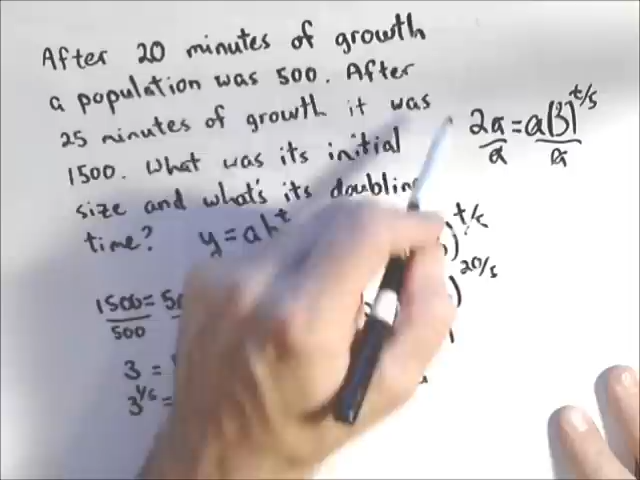 After 20 minutes of growth
a population was 500. After
25 minutes of growth it was
1500. What was its initial
size and what's its doubling
time?
y = ab^t
1500 = 50
500
3 =
3^1/5 =
2a = a(3)^t/5
a a
)^t/5
)^20/5